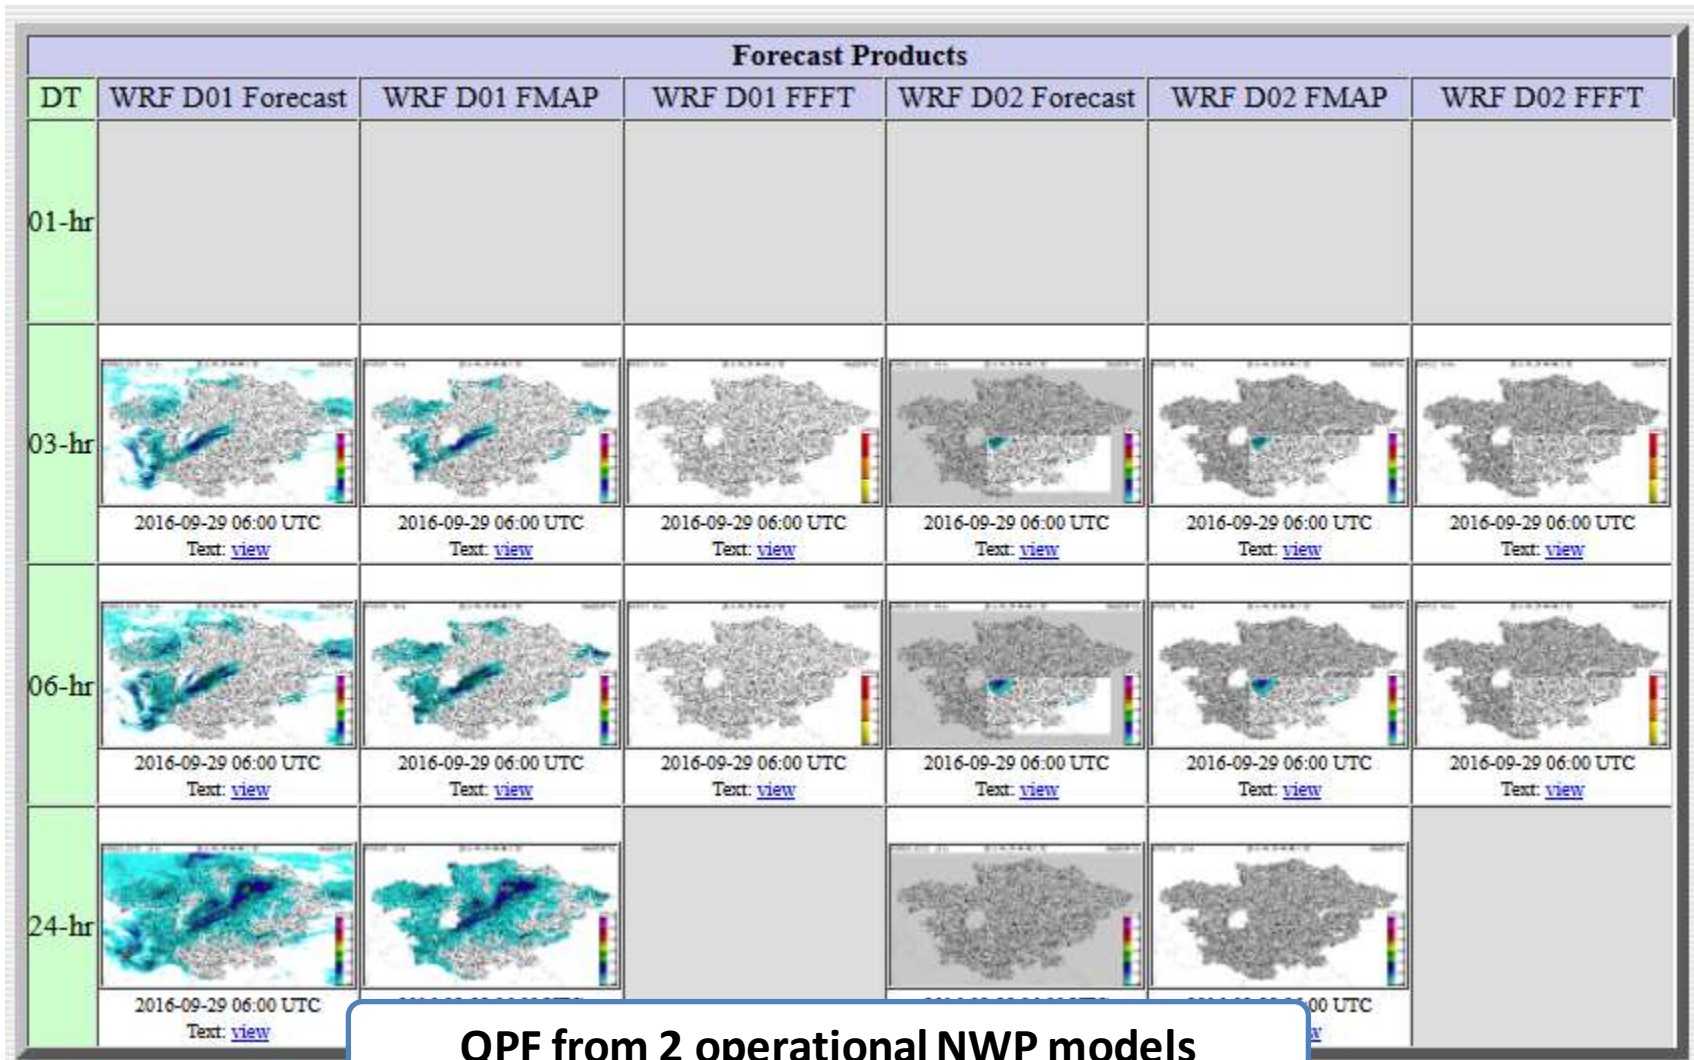 Forecast Products
DT WRF D01 Forecast WRF D01 FMAP WRF D01 FFFT WRF D02 Forecast WRF D02 FMAP WRF D02 FFFT
01-hr
03-hr
2016-09-29 06:00 UTC 2016-09-29 06:00 UTC 2016-09-29 06:00 UTC 2016-09-29 06:00 UTC 2016-09-29 06:00 UTC 2016-09-29 06:00 UTC
Text: view Text: view Text: view Text: view Text: view Text: view
06-hr
2016-09-29 06:00 UTC 2016-09-29 06:00 UTC 2016-09-29 06:00 UTC 2016-09-29 06:00 UTC 2016-09-29 06:00 UTC 2016-09-29 06:00 UTC
Text: view Text: view Text: view Text: view Text: view Text: view
24-hr
2016-09-29 06:00 UTC :00 UTC
Text: view
QPF from 2 operational NWP models